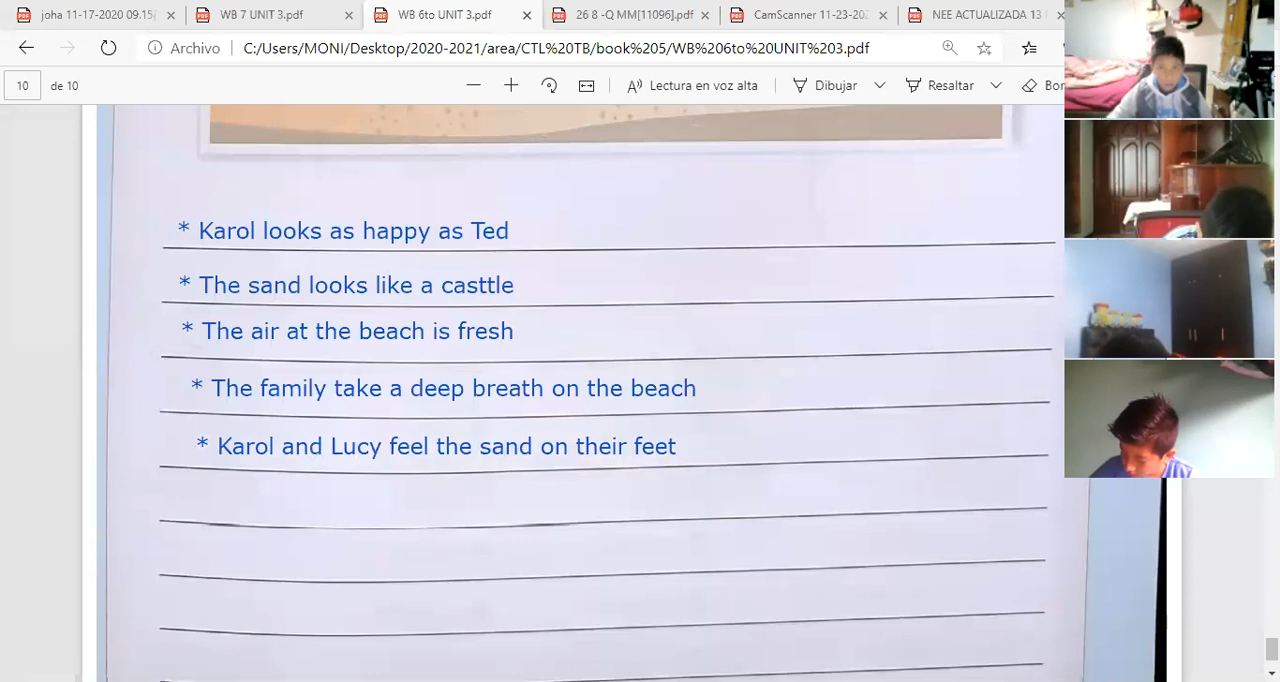 joha 11-17-2020 09.15
WB 7 UNIT 3.pdf
WB 6to UNIT 3.pdf
26 8 -Q MM[11096].pdf
CamScanner 11-23-202
NEE ACTUALIZADA 13
Archivo
C:/Users/MONI/Desktop/2020-2021/area/CTL%20TB/book%205/WB%206to%20UNIT%203.pdf
10 de 10
Lectura en voz alta
Dibujar
Resaltar
Bor
* Karol looks as happy as Ted
* The sand looks like a casttle
* The air at the beach is fresh
* The family take a deep breath on the beach
* Karol and Lucy feel the sand on their feet